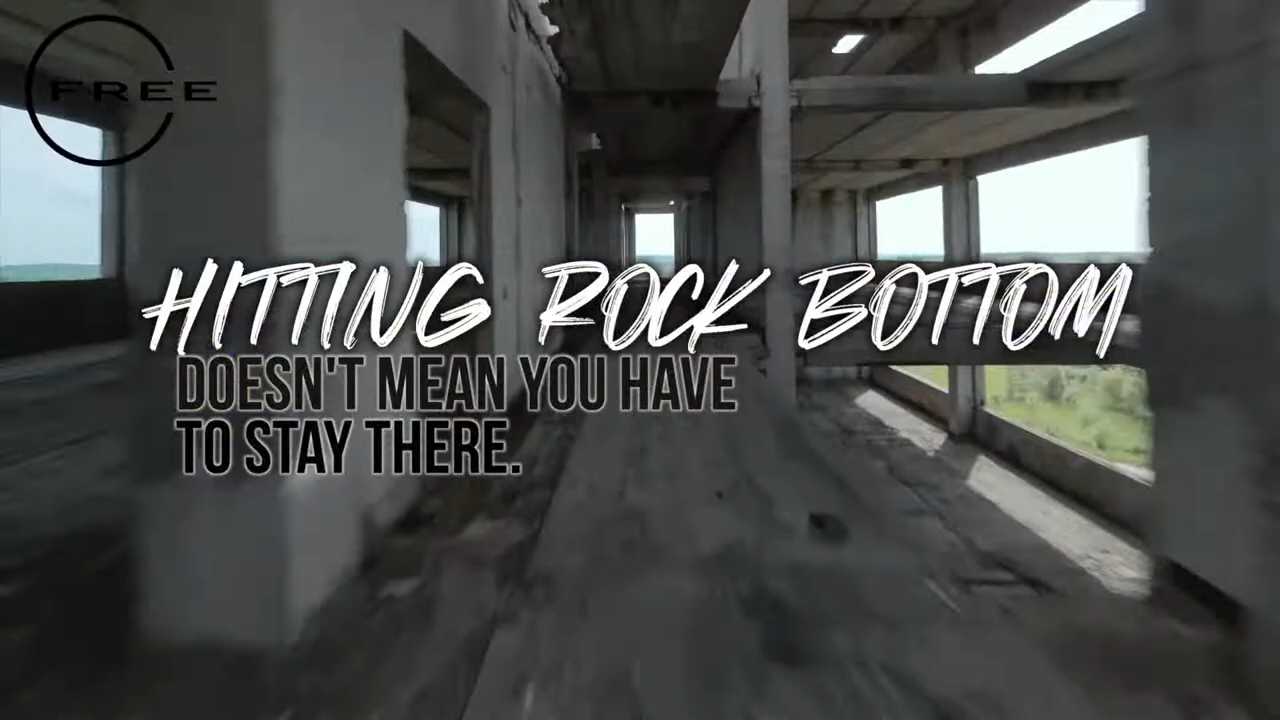 FREE
HITTING ROCK BOTTOM
DOESN'T MEAN YOU HAVE
TO STAY THERE.